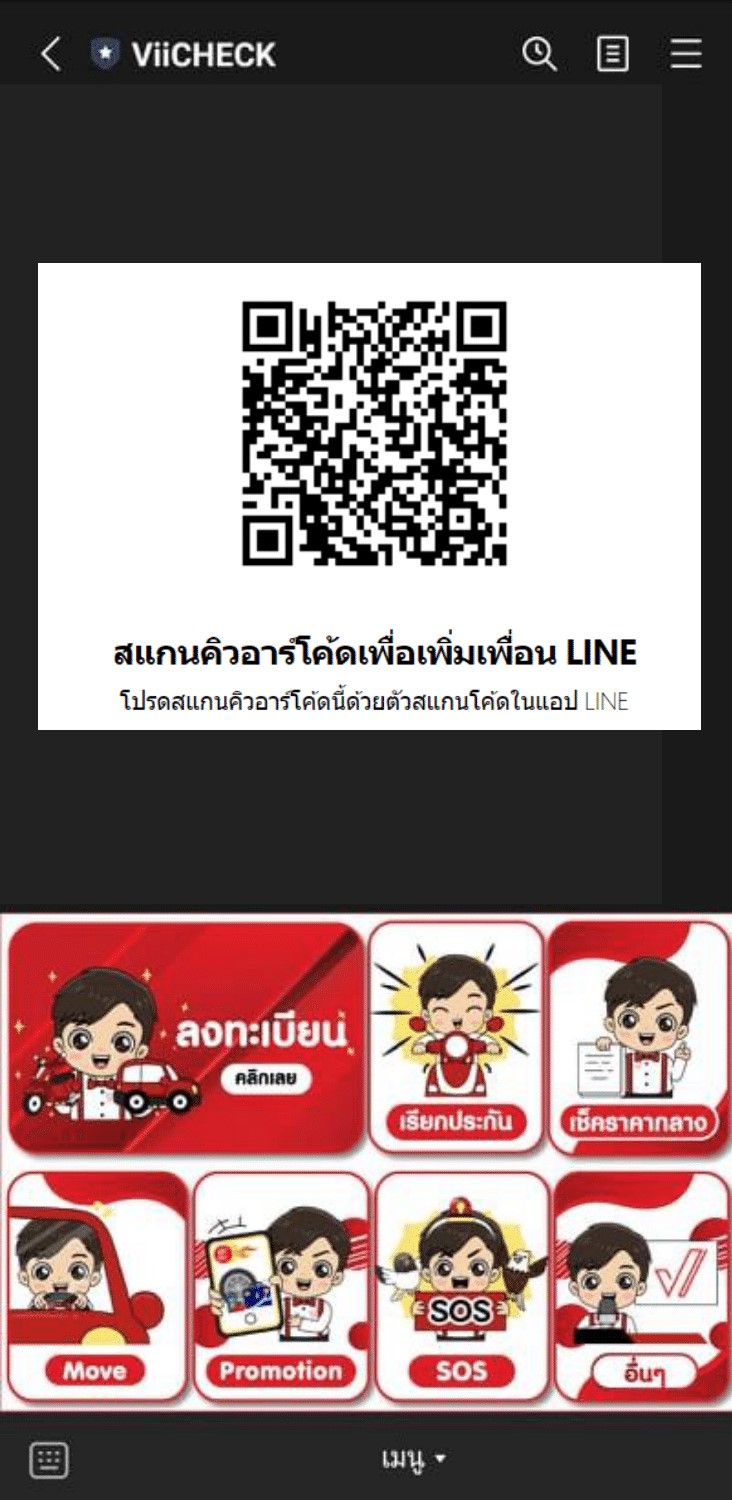 ViiCHECK
สแกนคิวอาร์โค้ดเพื่อเพิ่มเพื่อน LINE
โปรดสแกนคิวอาร์โค้ดนี้ด้วยตัวสแกนโค้ดในแอป LINE
ลงทะเบียน
คลิกเลย
เรียกประกัน
เช็คราคากลาง
Move
Promotion
SOS
SOS
อื่นๆ
เมนู